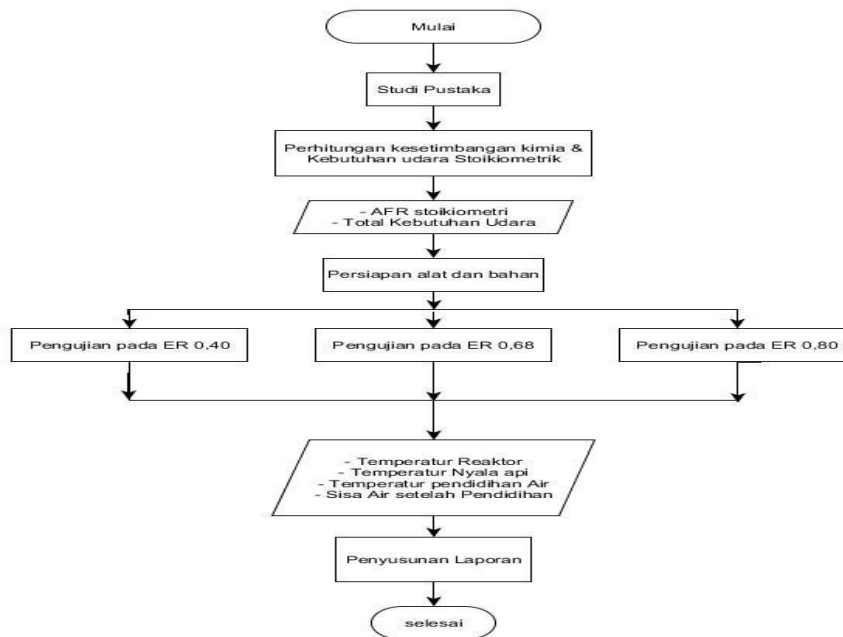 Mulai
Studi Pustaka
Perhitungan kesetimbangan kimia &
Kebutuhan udara Stoikiometrik
- AFR stoikiometri
- Total Kebutuhan Udara
Persiapan alat dan bahan
Pengujian pada ER 0,40
Pengujian pada ER 0,68
Pengujian pada ER 0,80
- Temperatur Reaktor
- Temperatur Nyala api
- Temperatur pendidihan Air
- Sisa Air setelah Pendidihan
Penyusunan Laporan
selesai